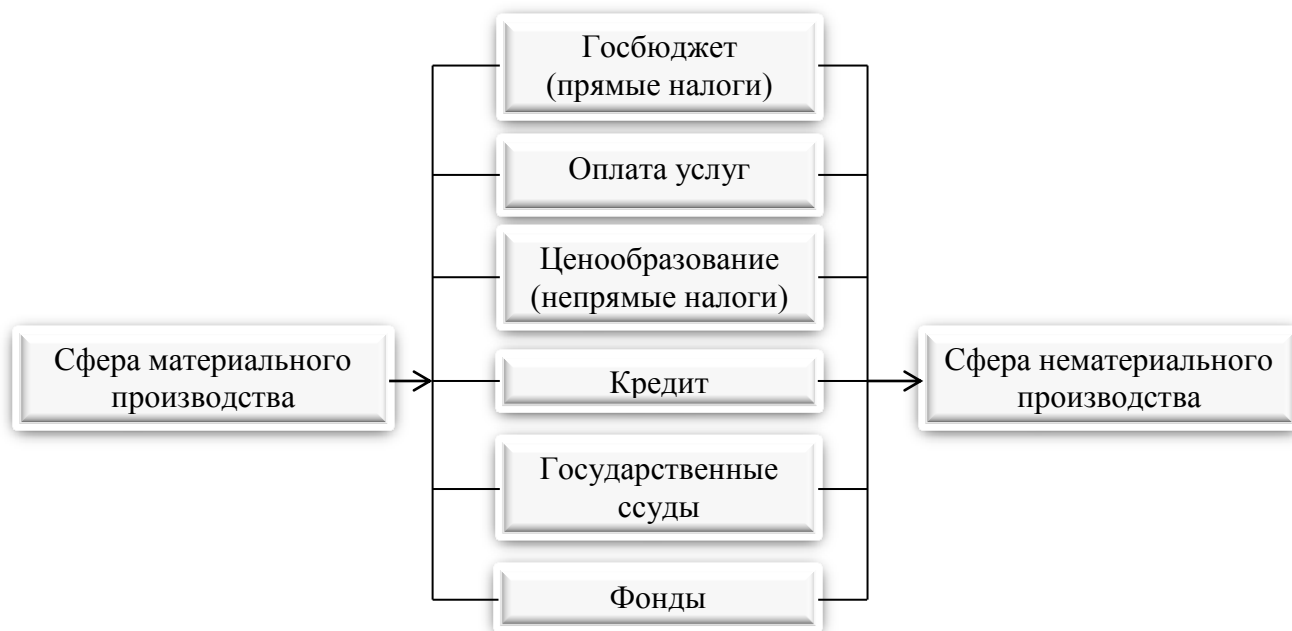 Госбюджет
(прямые налоги)
Оплата услуг
Ценообразование
(непрямые налоги)
Сфера материального
производства
Кредит
Сфера нематериального
производства
Государственные
ссуды
Фонды